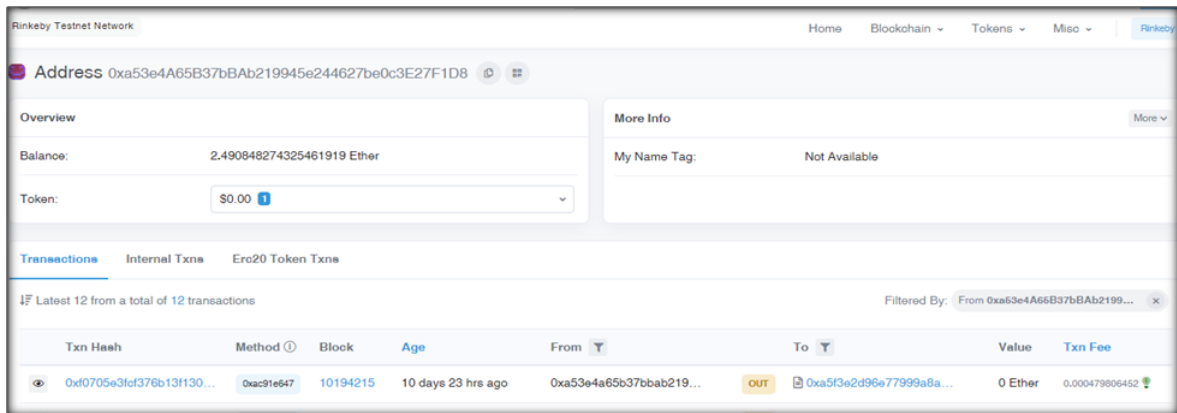 Rinkeby Testnet Network
Home Blockchain Tokens Misc Rinkeby
Address 0xa53e4A65B37bBAb219945e244627be0c3E27F1D8
Overview
More Info More
Balance: 2.490848274325461919 Ether
My Name Tag: Not Available
Token: $0.00 1
Transactions Internal Txns Erc20 Token Txns
Latest 12 from a total of 12 transactions
Filtered By: From 0xa53e4A65B37bBAb2199... x
Txn Hash Method Block Age From To Value Txn Fee
0xf0705e3fcf376b13f130... 0xac91e647 10194215 10 days 23 hrs ago 0xa53e4a65b37bbab219... OUT 0xa5f3e2d96e77999a8a... 0 Ether 0.000479806452